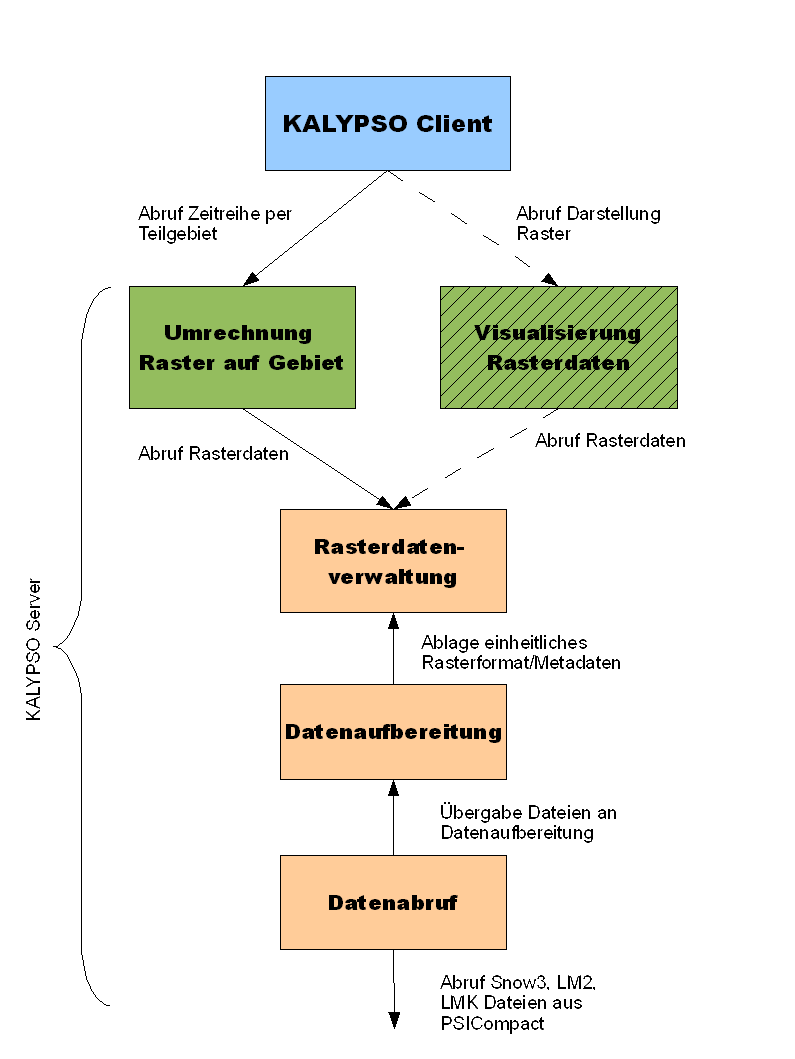 KALYPSO Client
Abruf Zeitreihe per
Teilgebiet
Abruf Darstellung
Raster
Umrechnung
Raster auf Gebiet
Visualisierung
Rasterdaten
Abruf Rasterdaten
Abruf Rasterdaten
Rasterdaten-
verwaltung
KALYPSO Server
Ablage einheitliches
Rasterformat/Metadaten
Datenaufbereitung
Übergabe Dateien an
Datenaufbereitung
Datenabruf
Abruf Snow3, LM2,
LMK Dateien aus
PSICompact